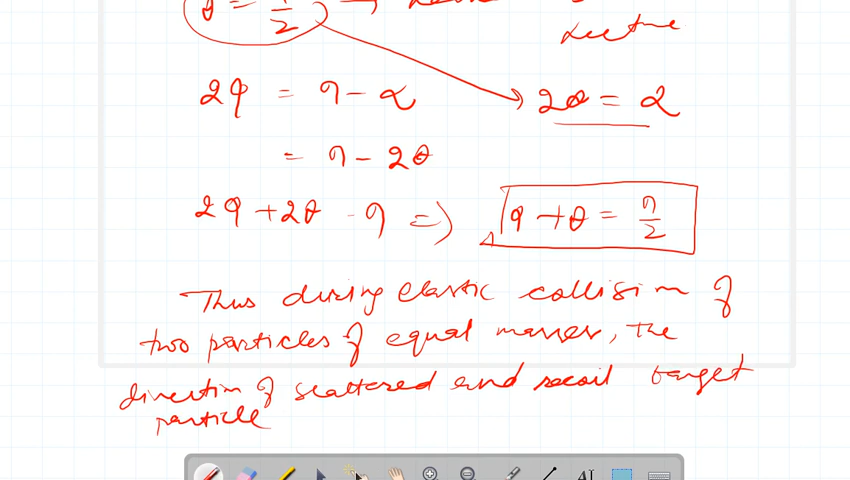 θ = π/2 →
Lecture
2φ = π - α
2θ = α
= π - 2θ
2φ + 2θ - π => φ + θ = π/2
Thus during elastic collision of
two particles of equal masses, the
direction of scattered and recoil target
particle